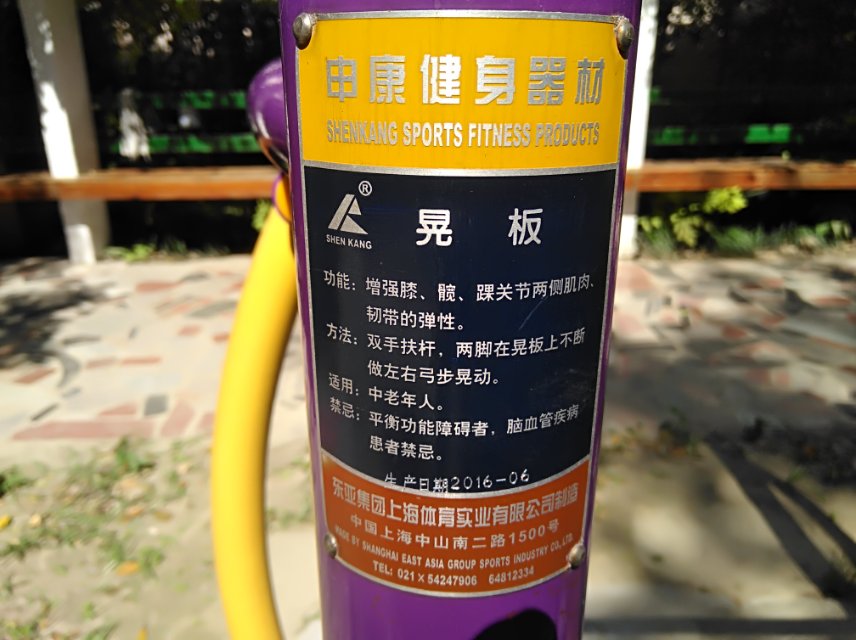 申康健身器材
SHENKANG SPORTS FITNESS PRODUCTS
®
SHEN KANG
晃板
功能：增强膝、髋、踝关节两侧肌肉、
韧带的弹性。
方法：双手扶杆，两脚在晃板上不断
做左右弓步晃动。
适用：中老年人。
禁忌：平衡功能障碍者，脑血管疾病
患者禁忌。
生产日期2016-06
东亚集团上海体育实业有限公司制造
中国上海中山南二路1500号
MADE BY SHANGHAI EAST ASIA GROUP SPORTS INDUSTRY CO.,LTD.
TEL: 021 X 54247906 64812334